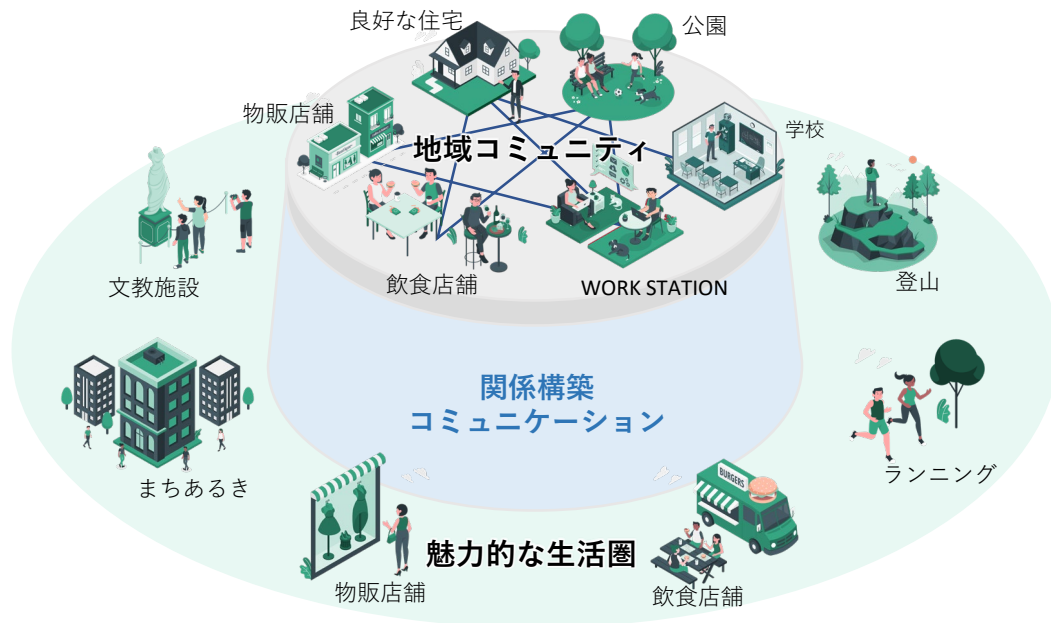 良好な住宅
公園
物販店舗
学校
地域コミュニティ
文教施設
飲食店舗
WORK STATION
登山
関係構築
コミュニケーション
まちあるき
ランニング
BURGERS
魅力的な生活圏
物販店舗
飲食店舗